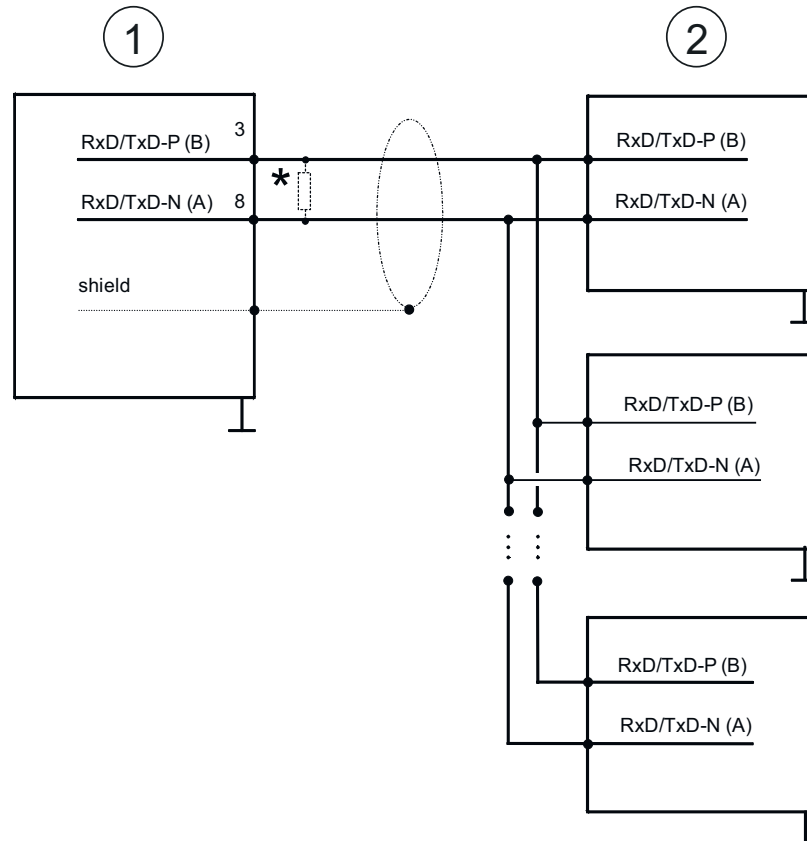 1
2
RxD/TxD-P (B)
3
RxD/TxD-N (A)
8
*
shield
RxD/TxD-P (B)
RxD/TxD-N (A)
RxD/TxD-P (B)
RxD/TxD-N (A)
RxD/TxD-P (B)
RxD/TxD-N (A)